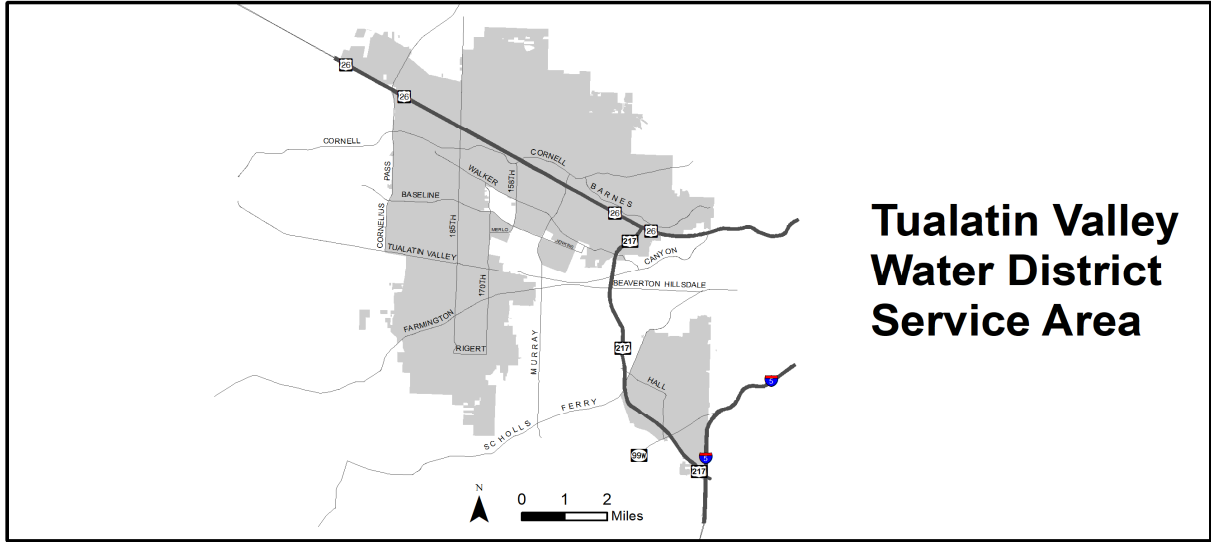 26
26
CORNELL
CORNELL
PASS
WALKER
158TH
BARNES
BASELINE
26
26
217
CORNELIUS
185TH
MERLO
JENKINS
TUALATIN VALLEY
CANYON
170TH
BEAVERTON HILLSDALE
FARMINGTON
RIGERT
MURRAY
217
HALL
5
SCHOLLS FERRY
99W
5
217
N
0 1 2
Miles
Tualatin Valley
Water District
Service Area